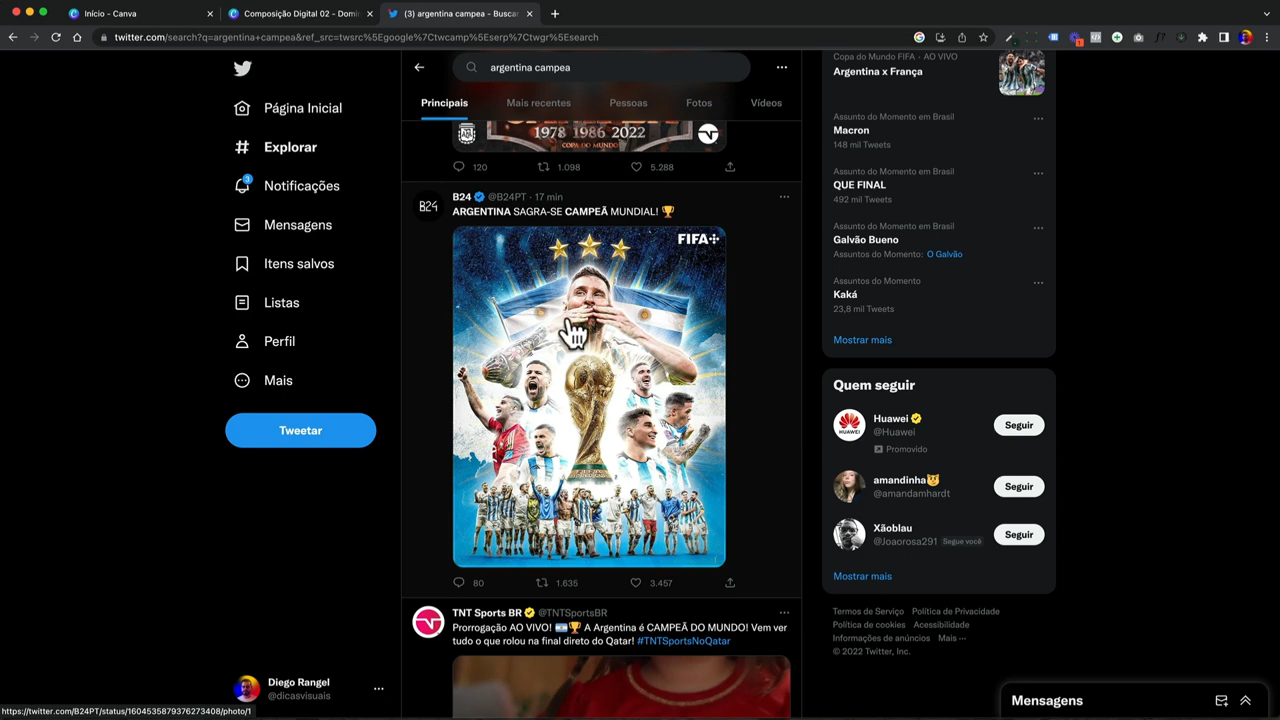 Início - Canva
Composição Digital 02 - Domi
(3) argentina campea - Buscar
twitter.com/search?q=argentina+campea&ref_src=twsrc%5Egoogle%7Ctwcamp%5Eserp%7Ctwgr%5Esearch
Página Inicial
Explorar
3
Notificações
Mensagens
Itens salvos
Listas
Perfil
Mais
Tweetar
Diego Rangel
@dicasvisuais
https://twitter.com/B24PT/status/1604535879376273408/photo/1
argentina campea
Principais
Mais recentes
Pessoas
Fotos
Vídeos
1978 1986 2022
COPA DO MUNDO
120
1.098
5.288
B24
B24 @B24PT · 17 min
ARGENTINA SAGRA-SE CAMPEÃ MUNDIAL! 🏆
FIFA+
80
1.635
3.457
TNT Sports BR @TNTSportsBR
Prorrogação AO VIVO! 🇦🇷🏆 A Argentina é CAMPEÃ DO MUNDO! Vem ver
tudo o que rolou na final direto do Qatar! #TNTSportsNoQatar
Copa do Mundo FIFA · AO VIVO
Argentina x França
Assunto do Momento em Brasil
Macron
148 mil Tweets
Assunto do Momento em Brasil
QUE FINAL
492 mil Tweets
Assunto do Momento em Brasil
Galvão Bueno
Assuntos do Momento: O Galvão
Assuntos do Momento
Kaká
23,8 mil Tweets
Mostrar mais
Quem seguir
HUAWEI
Huawei
@Huawei
Promovido
Seguir
amandinha😼
@amandamhardt
Seguir
Xãoblau
@Joaorosa291 Segue você
Seguir
Mostrar mais
Termos de Serviço Política de Privacidade
Política de cookies Acessibilidade
Informações de anúncios Mais ···
© 2022 Twitter, Inc.
Mensagens